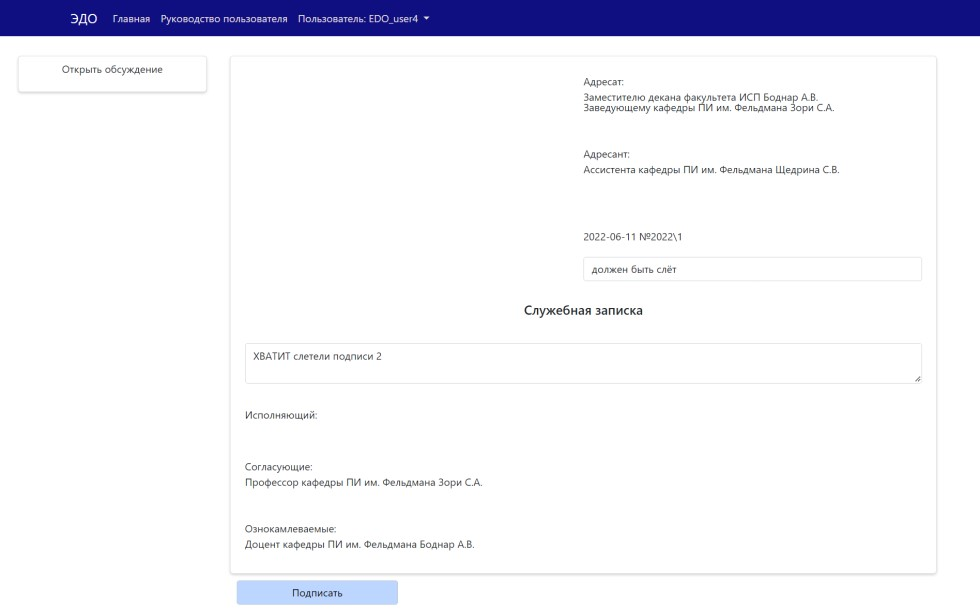 ЭДО Главная Руководство пользователя Пользователь: EDO_user4
Открыть обсуждение
Адресат:
Заместителю декана факультета ИСП Боднар А.В.
Заведующему кафедры ПИ им. Фельдмана Зори С.А.
Адресант:
Ассистента кафедры ПИ им. Фельдмана Щедрина С.В.
2022-06-11 №2022\1
должен быть слёт
Служебная записка
ХВАТИТ слетели подписи 2
Исполняющий:
Согласующие:
Профессор кафедры ПИ им. Фельдмана Зори С.А.
Ознокамлеваемые:
Доцент кафедры ПИ им. Фельдмана Боднар А.В.
Подписать